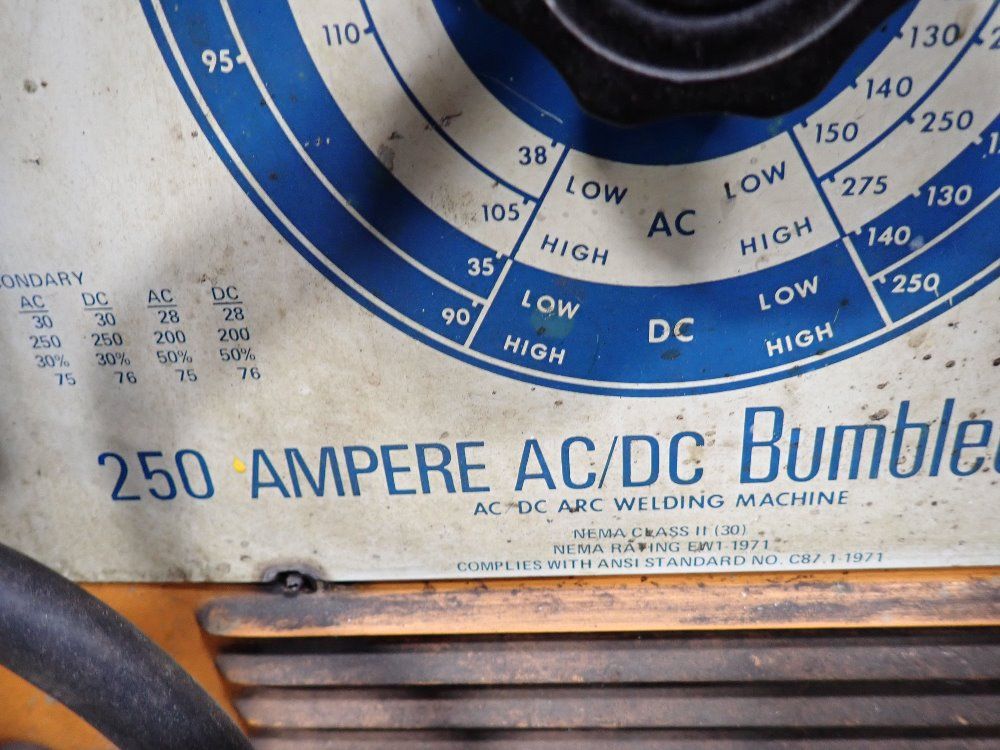 110
95
38
105
35
90
130
140
150
250
275
130
140
250
LOW LOW
AC
HIGH HIGH
LOW LOW
DC
HIGH HIGH
ONDARY
AC DC AC DC
30 30 28 28
250 250 200 200
30% 30% 50% 50%
75 76 75 76
250 AMPERE AC/DC Bumble
AC/DC ARC WELDING MACHINE
NEMA CLASS II (30)
NEMA RATING EW1-1971
COMPLIES WITH ANSI STANDARD NO. C87.1-1971